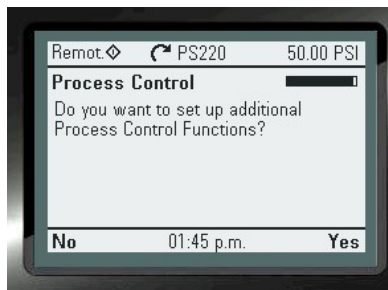 Remot. PS220 50.00 PSI
Process Control
Do you want to set up additional
Process Control Functions?
No 01:45 p.m. Yes